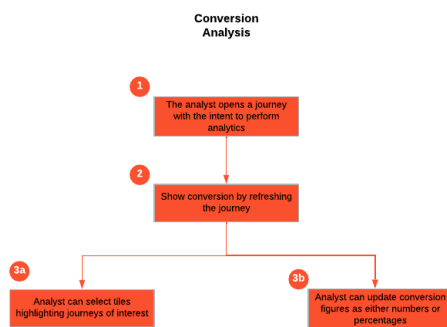 Conversion
Analysis
1
The analyst opens a journey
with the intent to perform
analytics
2
Show conversion by refreshing
the journey
3a
Analyst can select tiles
highlighting journeys of interest
3b
Analyst can update conversion
figures as either numbers or
percentages